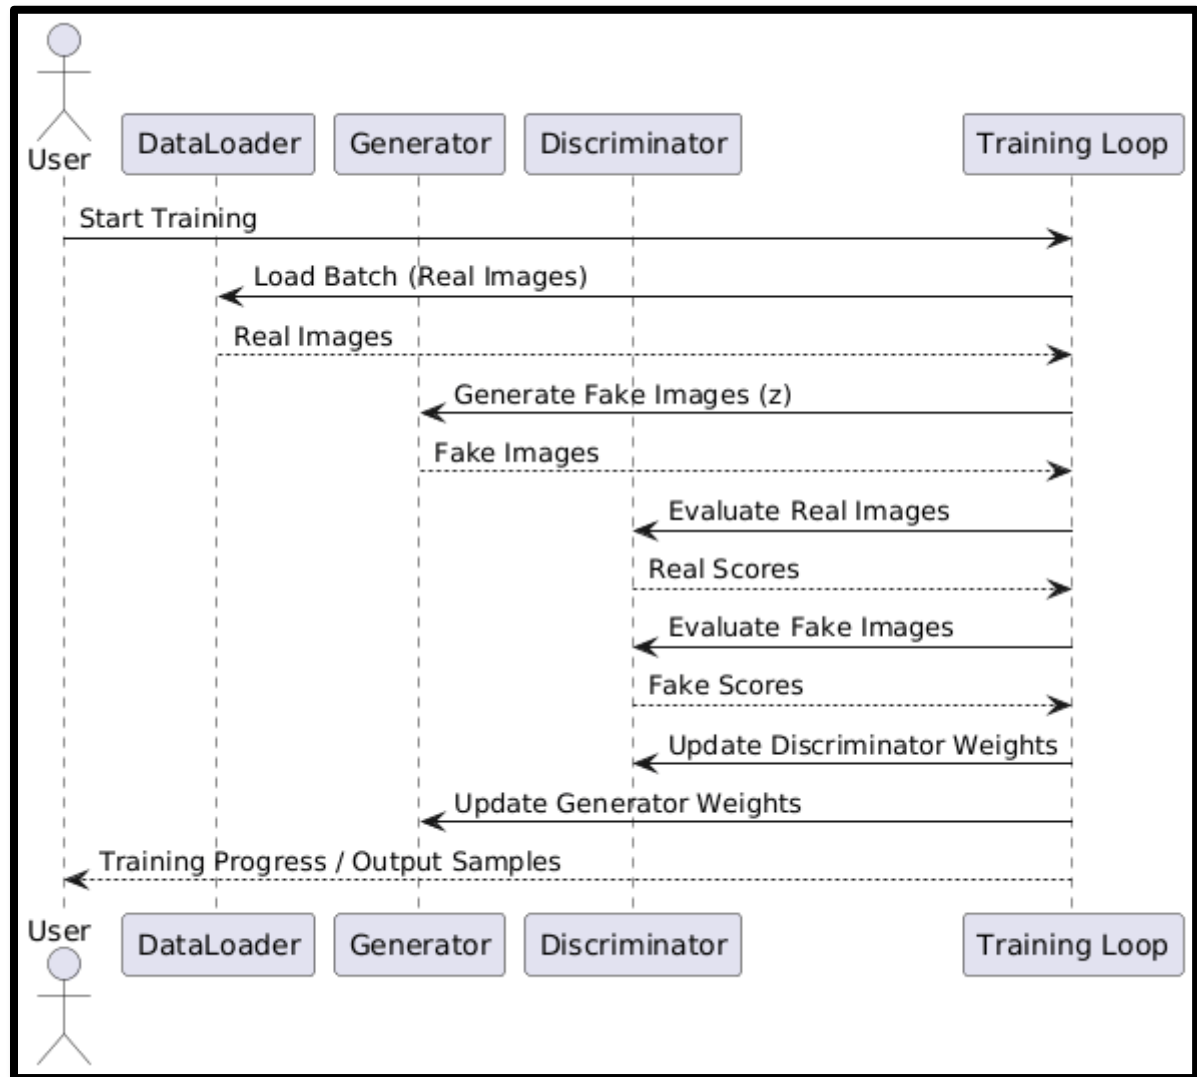 User
DataLoader
Generator
Discriminator
Training Loop
Start Training
Load Batch (Real Images)
Real Images
Generate Fake Images (z)
Fake Images
Evaluate Real Images
Real Scores
Evaluate Fake Images
Fake Scores
Update Discriminator Weights
Update Generator Weights
Training Progress / Output Samples
User
DataLoader
Generator
Discriminator
Training Loop